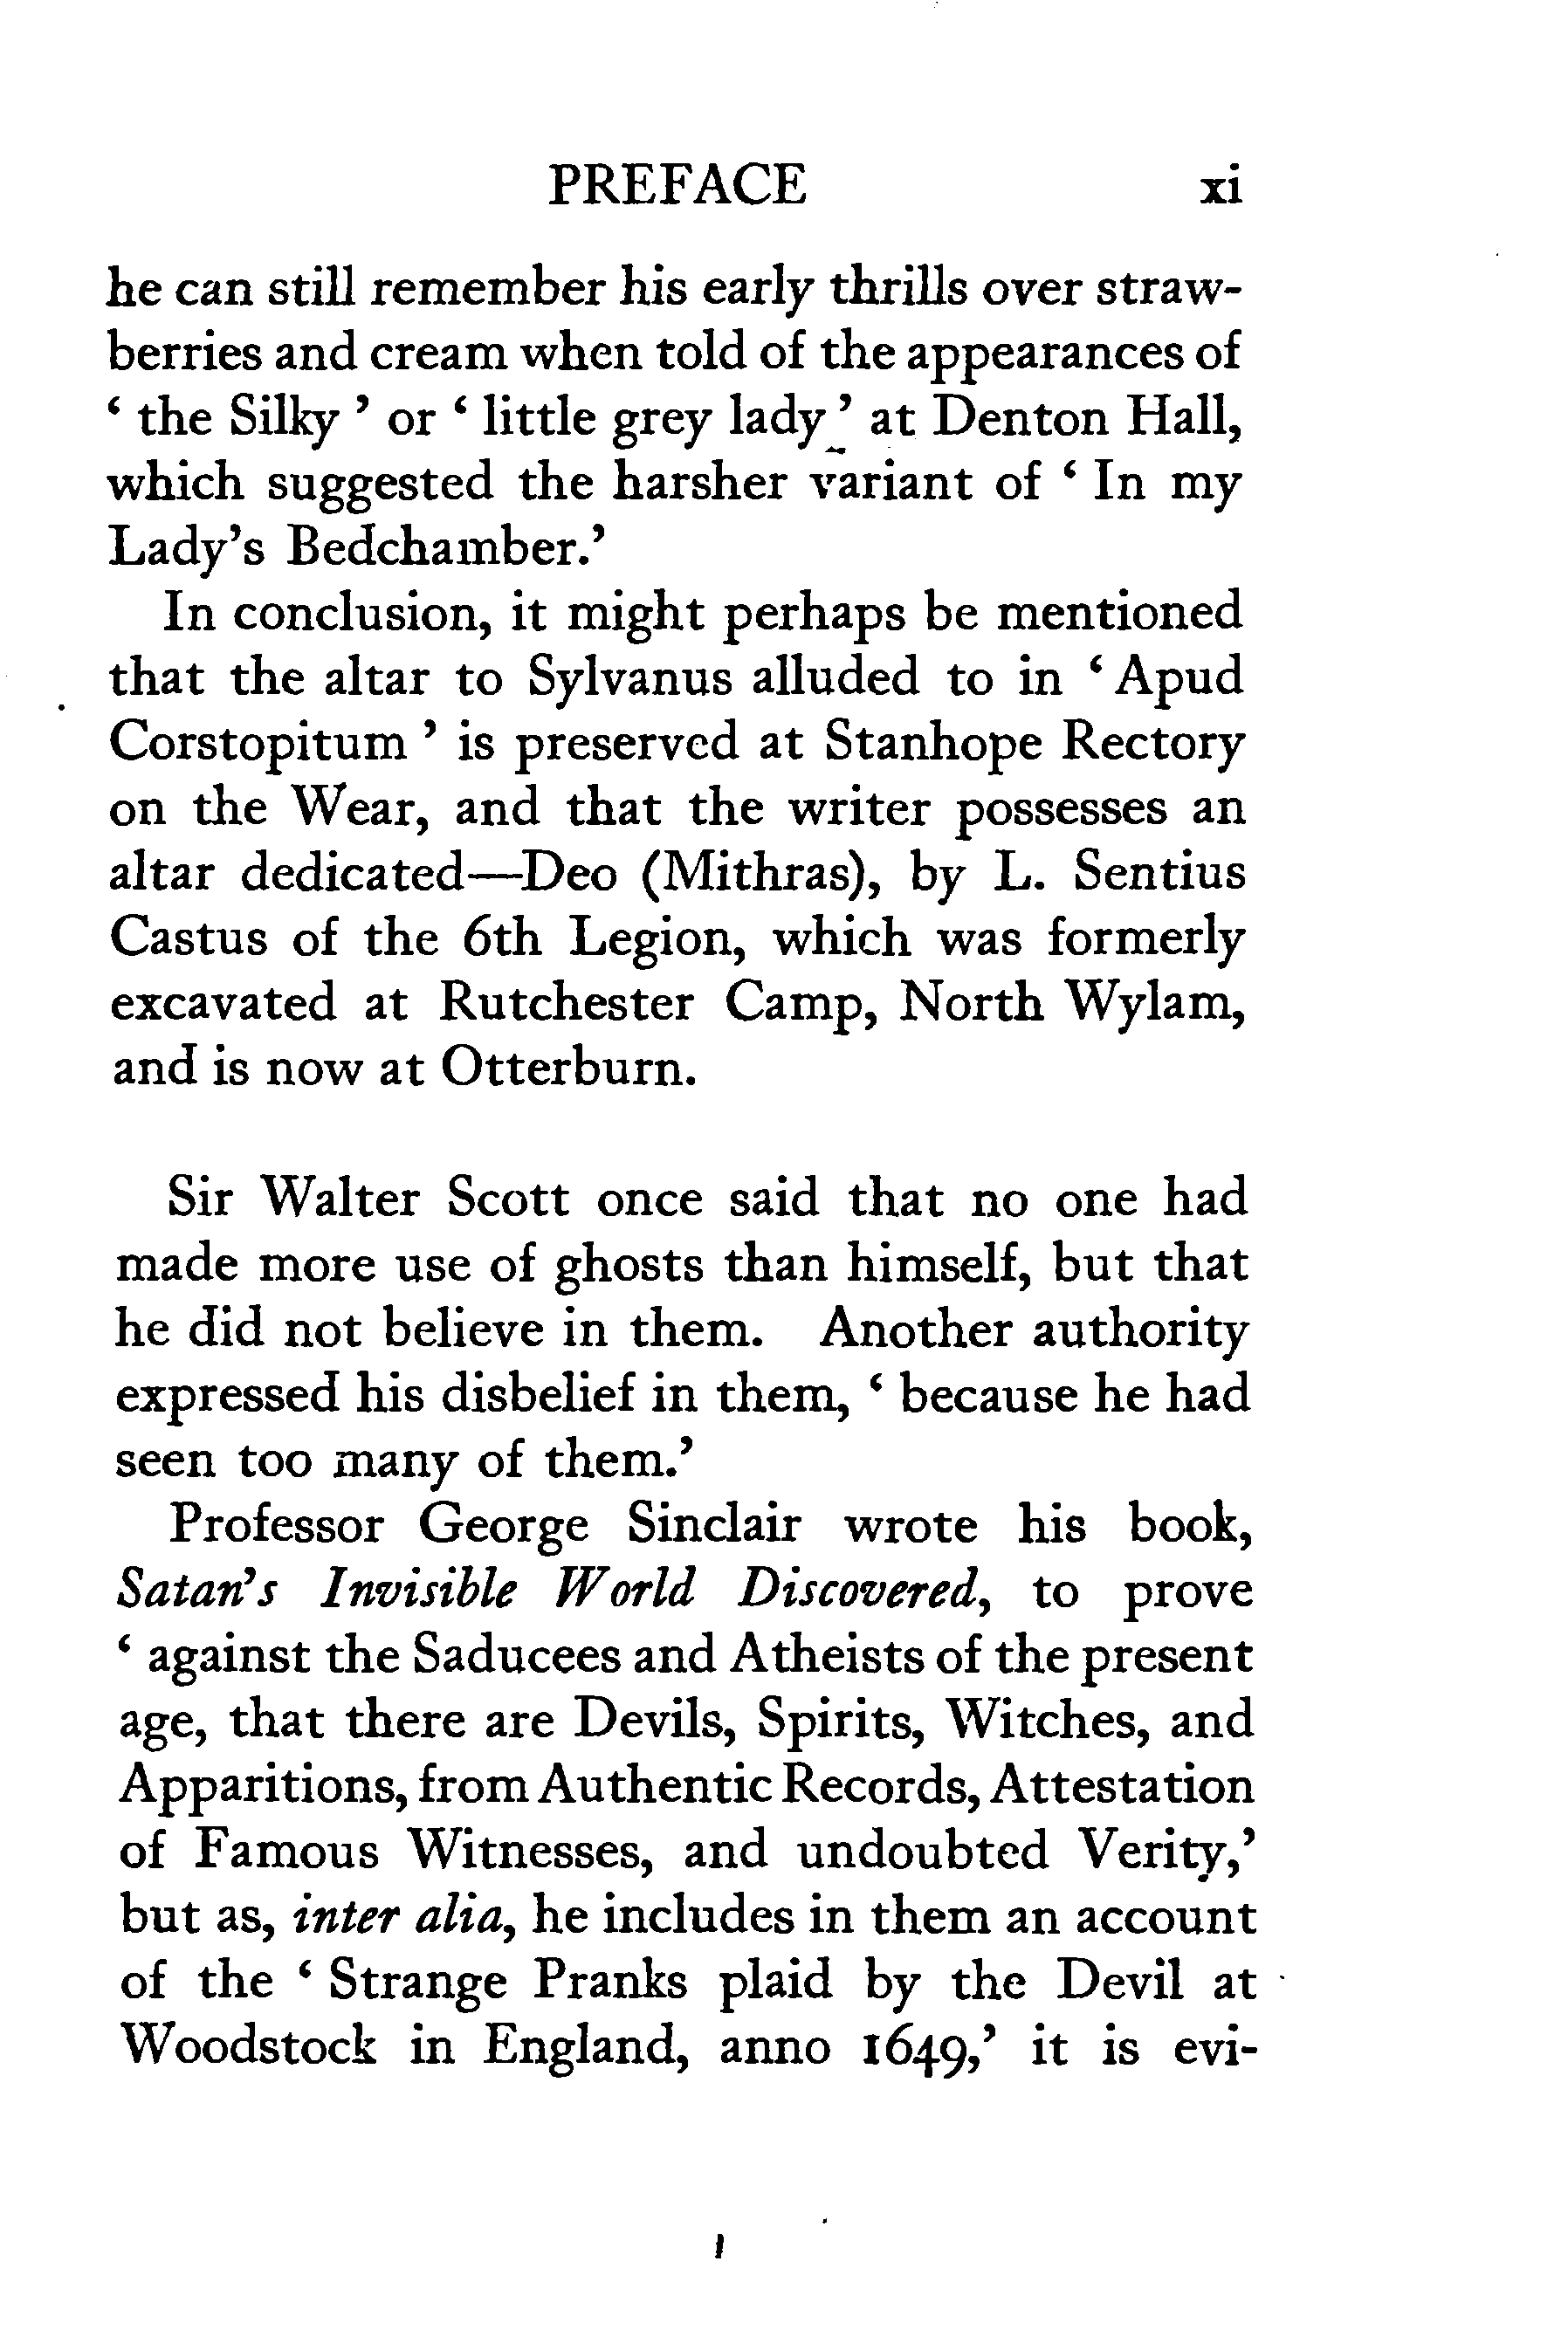 PREFACE xi
he can still remember his early thrills over straw-
berries and cream when told of the appearances of
‘ the Silky ’ or ‘ little grey lady ’ at Denton Hall,
which suggested the harsher variant of ‘ In my
Lady’s Bedchamber.’
In conclusion, it might perhaps be mentioned
that the altar to Sylvanus alluded to in ‘ Apud
Corstopitum ’ is preserved at Stanhope Rectory
on the Wear, and that the writer possesses an
altar dedicated—Deo (Mithras), by L. Sentius
Castus of the 6th Legion, which was formerly
excavated at Rutchester Camp, North Wylam,
and is now at Otterburn.
Sir Walter Scott once said that no one had
made more use of ghosts than himself, but that
he did not believe in them. Another authority
expressed his disbelief in them, ‘ because he had
seen too many of them.’
Professor George Sinclair wrote his book,
Satan’s Invisible World Discovered, to prove
‘ against the Saducees and Atheists of the present
age, that there are Devils, Spirits, Witches, and
Apparitions, from Authentic Records, Attestation
of Famous Witnesses, and undoubted Verity,’
but as, inter alia, he includes in them an account
of the ‘ Strange Pranks plaid by the Devil at
Woodstock in England, anno 1649,’ it is evi-